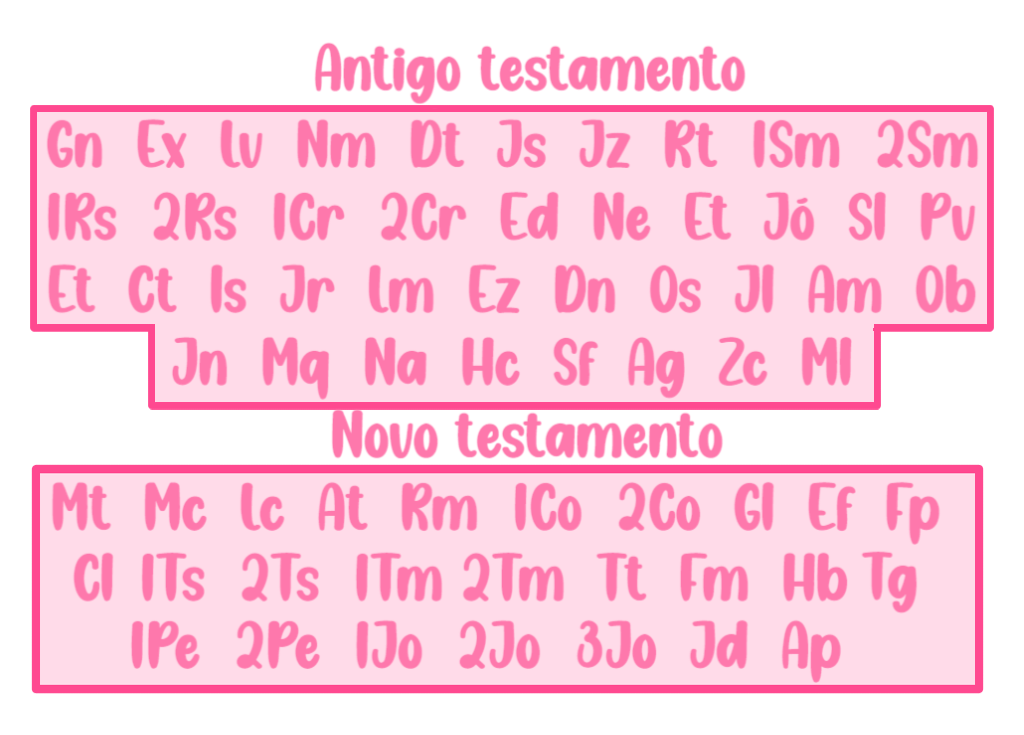 Antigo testamento
Gn Ex Lv Nm Dt Js Jz Rt 1Sm 2Sm
1Rs 2Rs 1Cr 2Cr Ed Ne Et Jó Sl Pv
Et Ct Is Jr Lm Ez Dn Os Jl Am Ob
Jn Mq Na Hc Sf Ag Zc Ml
Novo testamento
Mt Mc Lc At Rm 1Co 2Co Gl Ef Fp
Cl 1Ts 2Ts 1Tm 2Tm Tt Fm Hb Tg
1Pe 2Pe 1Jo 2Jo 3Jo Jd Ap